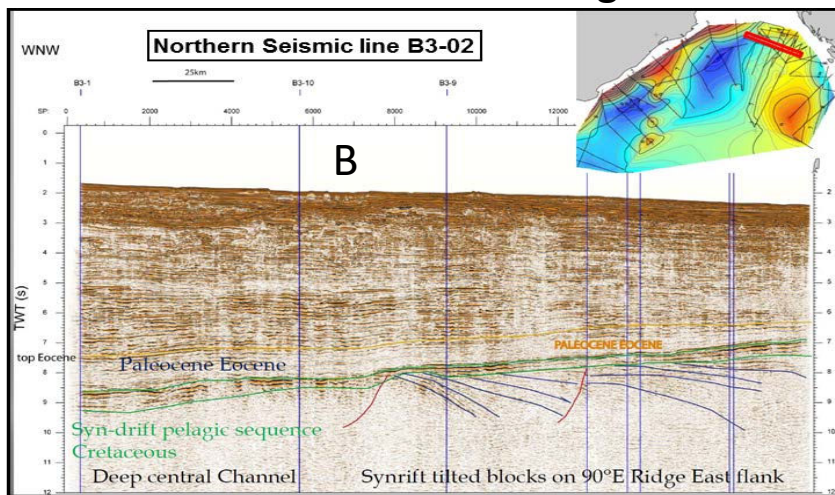 WNW
Northern Seismic line B3-02
25km
B3-1
B3-10
B3-9
SP:
0
2000
4000
6000
8000
10000
12000
B
TWT (s)
0
1
2
3
4
5
6
7
8
9
10
11
12
top Eocene
Paleocene Eocene
PALEOCENE EOCENE
Syn-drift pelagic sequence
Cretaceous
Deep central Channel
Synrift tilted blocks on 90°E Ridge East flank